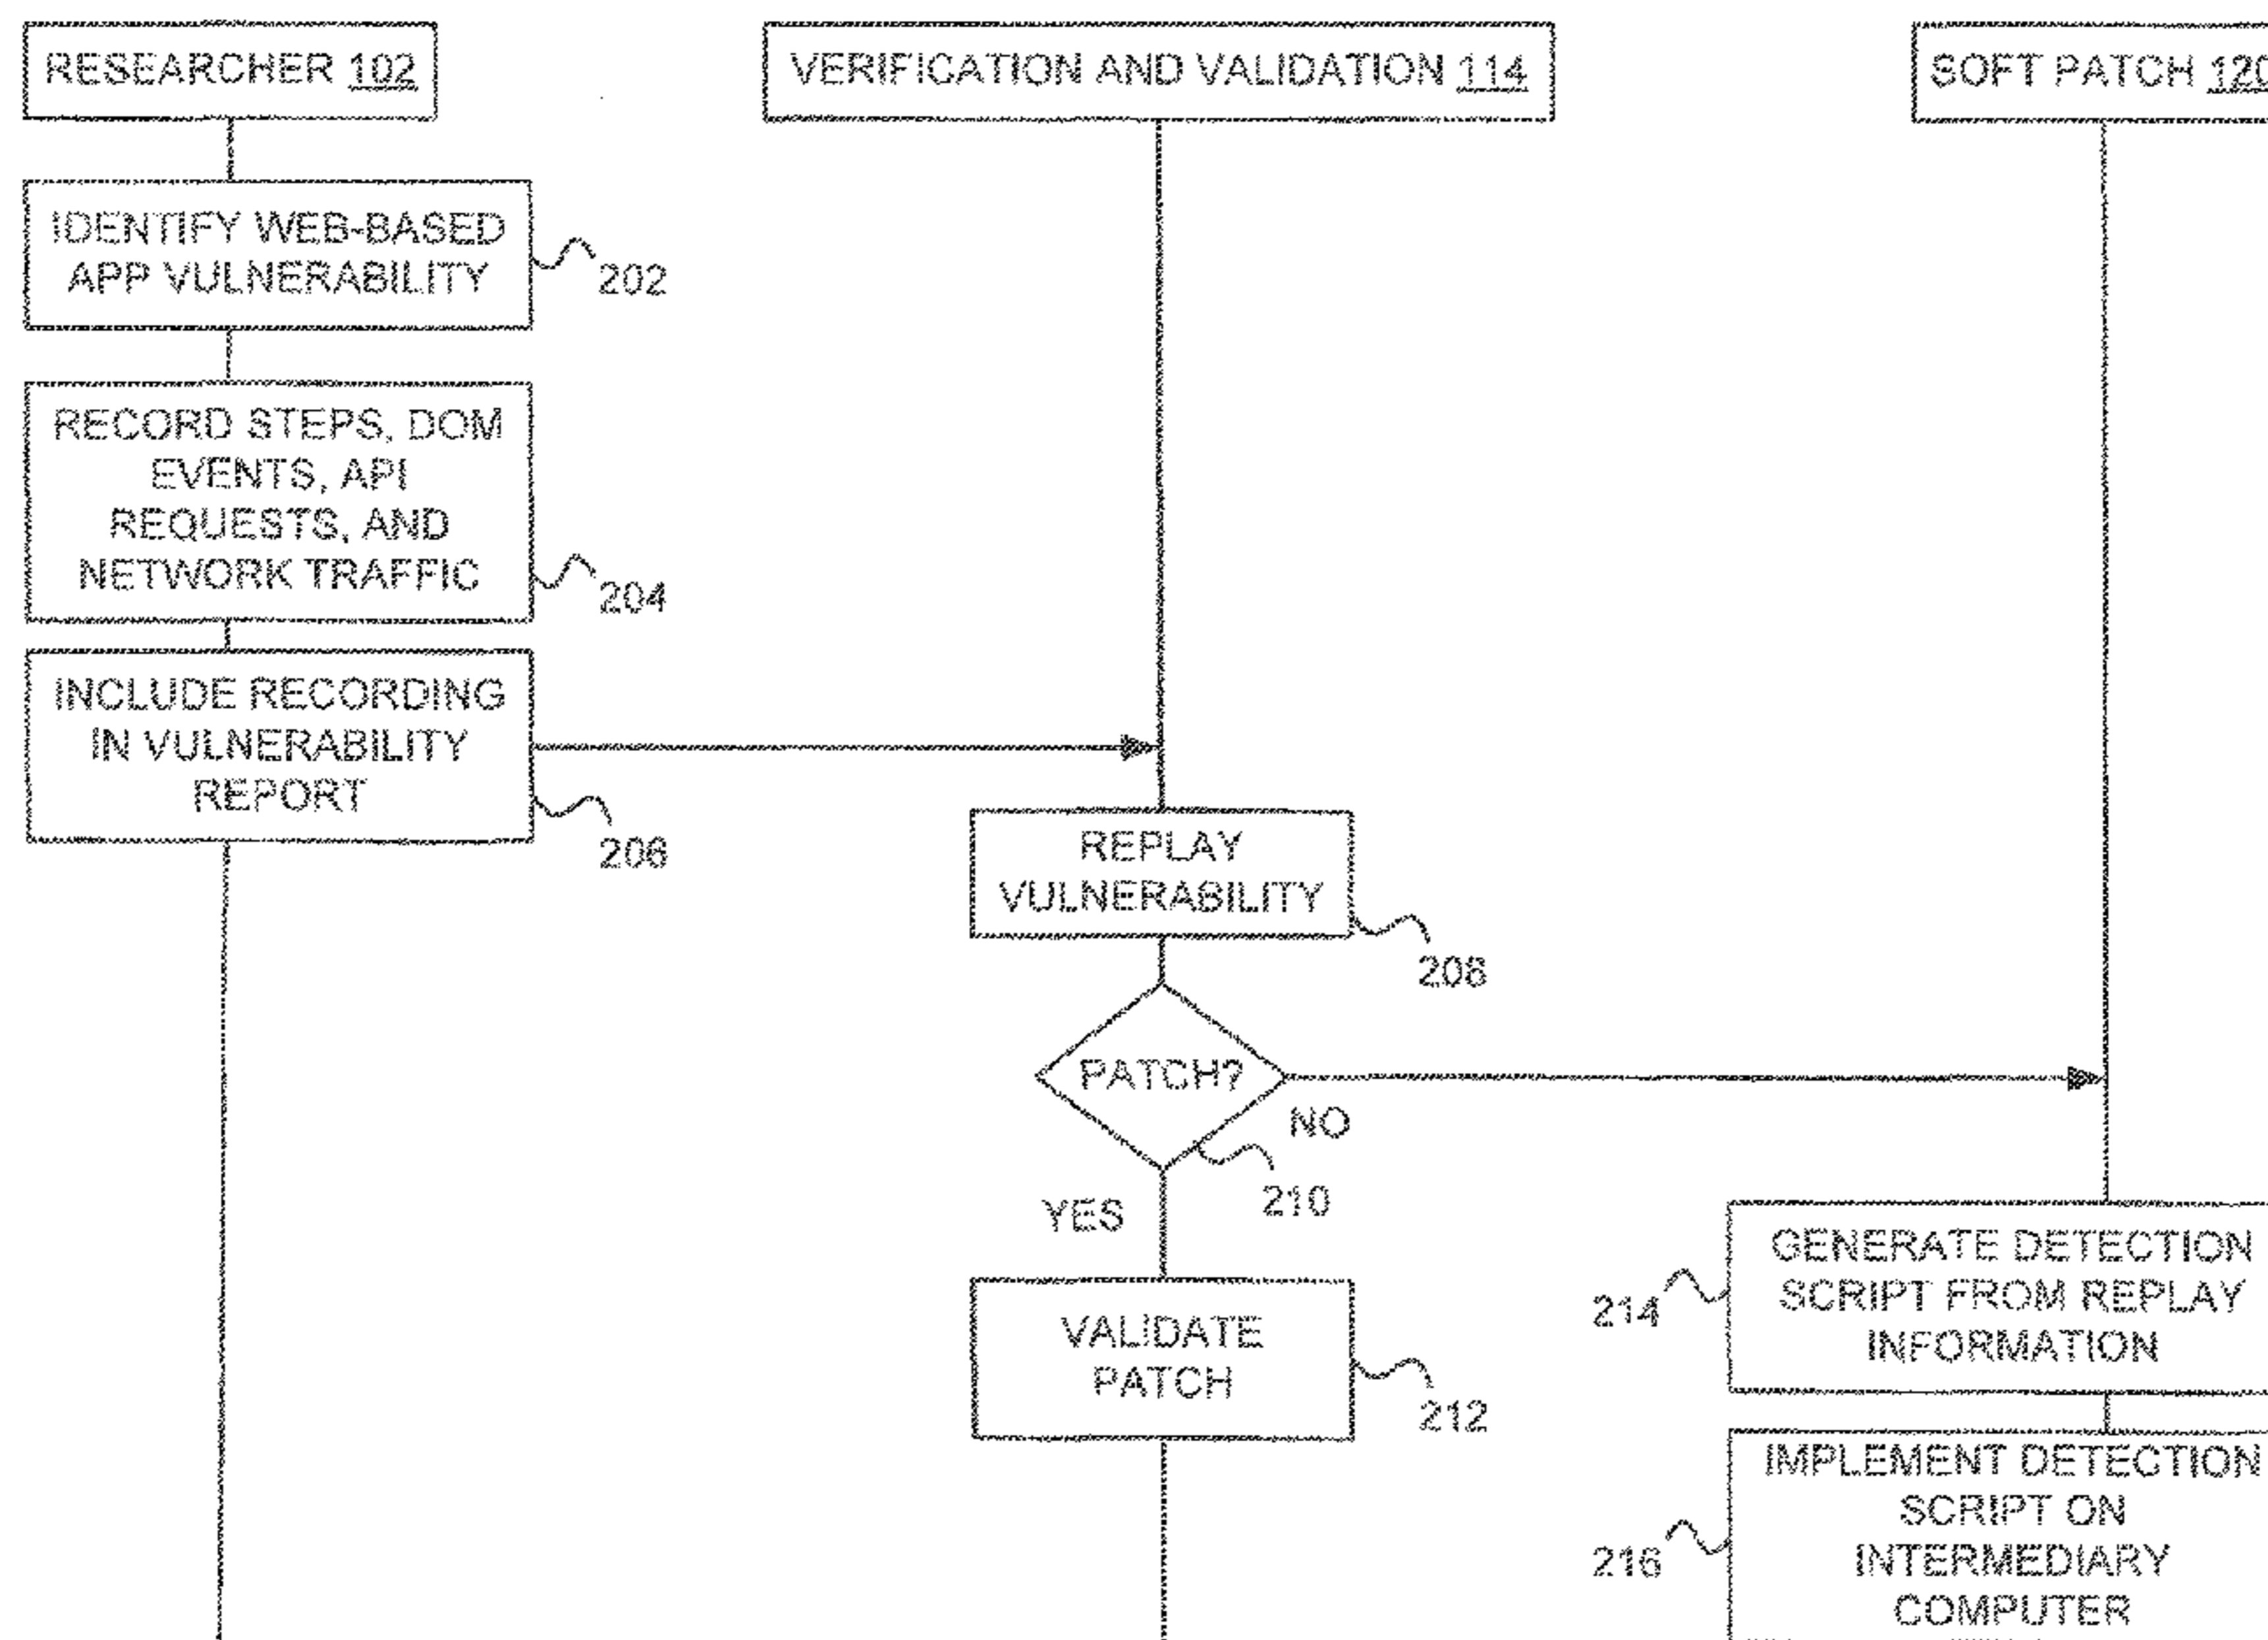 RESEARCHER 102
VERIFICATION AND VALIDATION 114
SOFT PATCH 120
IDENTIFY WEB-BASED
APP VULNERABILITY
202
RECORD STEPS, DOM
EVENTS, API
REQUESTS, AND
NETWORK TRAFFIC
204
INCLUDE RECORDING
IN VULNERABILITY
REPORT
206
REPLAY
VULNERABILITY
208
PATCH?
NO
210
YES
VALIDATE
PATCH
212
GENERATE DETECTION
SCRIPT FROM REPLAY
INFORMATION
214
IMPLEMENT DETECTION
SCRIPT ON
INTERMEDIARY
COMPUTER
216